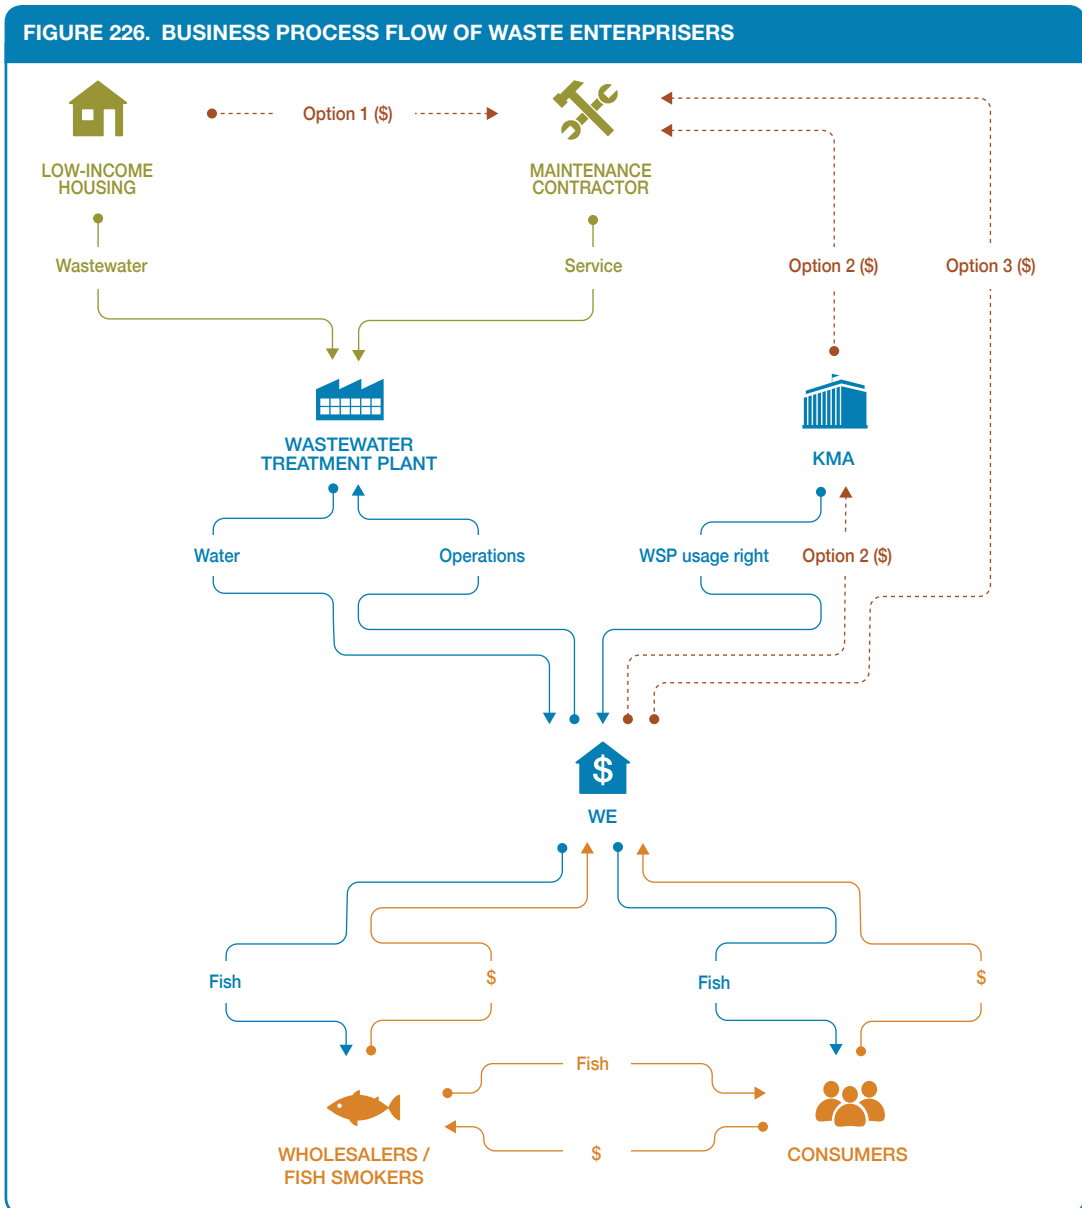 FIGURE 226. BUSINESS PROCESS FLOW OF WASTE ENTERPRISERS
Option 1 ($)
LOW-INCOME
HOUSING
MAINTENANCE
CONTRACTOR
Wastewater
Service
Option 2 ($)
Option 3 ($)
WASTEWATER
TREATMENT PLANT
KMA
Water
Operations
WSP usage right
Option 2 ($)
$
WE
Fish
$
Fish
$
Fish
WHOLESALERS /
FISH SMOKERS
$
CONSUMERS